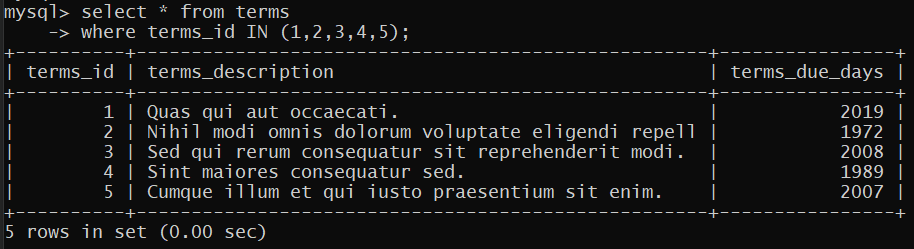 mysql> select * from terms
    -> where terms_id IN (1,2,3,4,5);
+----------+--------------------------------------------------+----------------+
| terms_id | terms_description                                | terms_due_days |
+----------+--------------------------------------------------+----------------+
|        1 | Quas qui aut occaecati.                          |           2019 |
|        2 | Nihil modi omnis dolorum voluptate eligendi repell |           1972 |
|        3 | Sed qui rerum consequatur sit reprehenderit modi. |           2008 |
|        4 | Sint maiores consequatur sed.                    |           1989 |
|        5 | Cumque illum et qui iusto praesentium sit enim.  |           2007 |
+----------+--------------------------------------------------+----------------+
5 rows in set (0.00 sec)